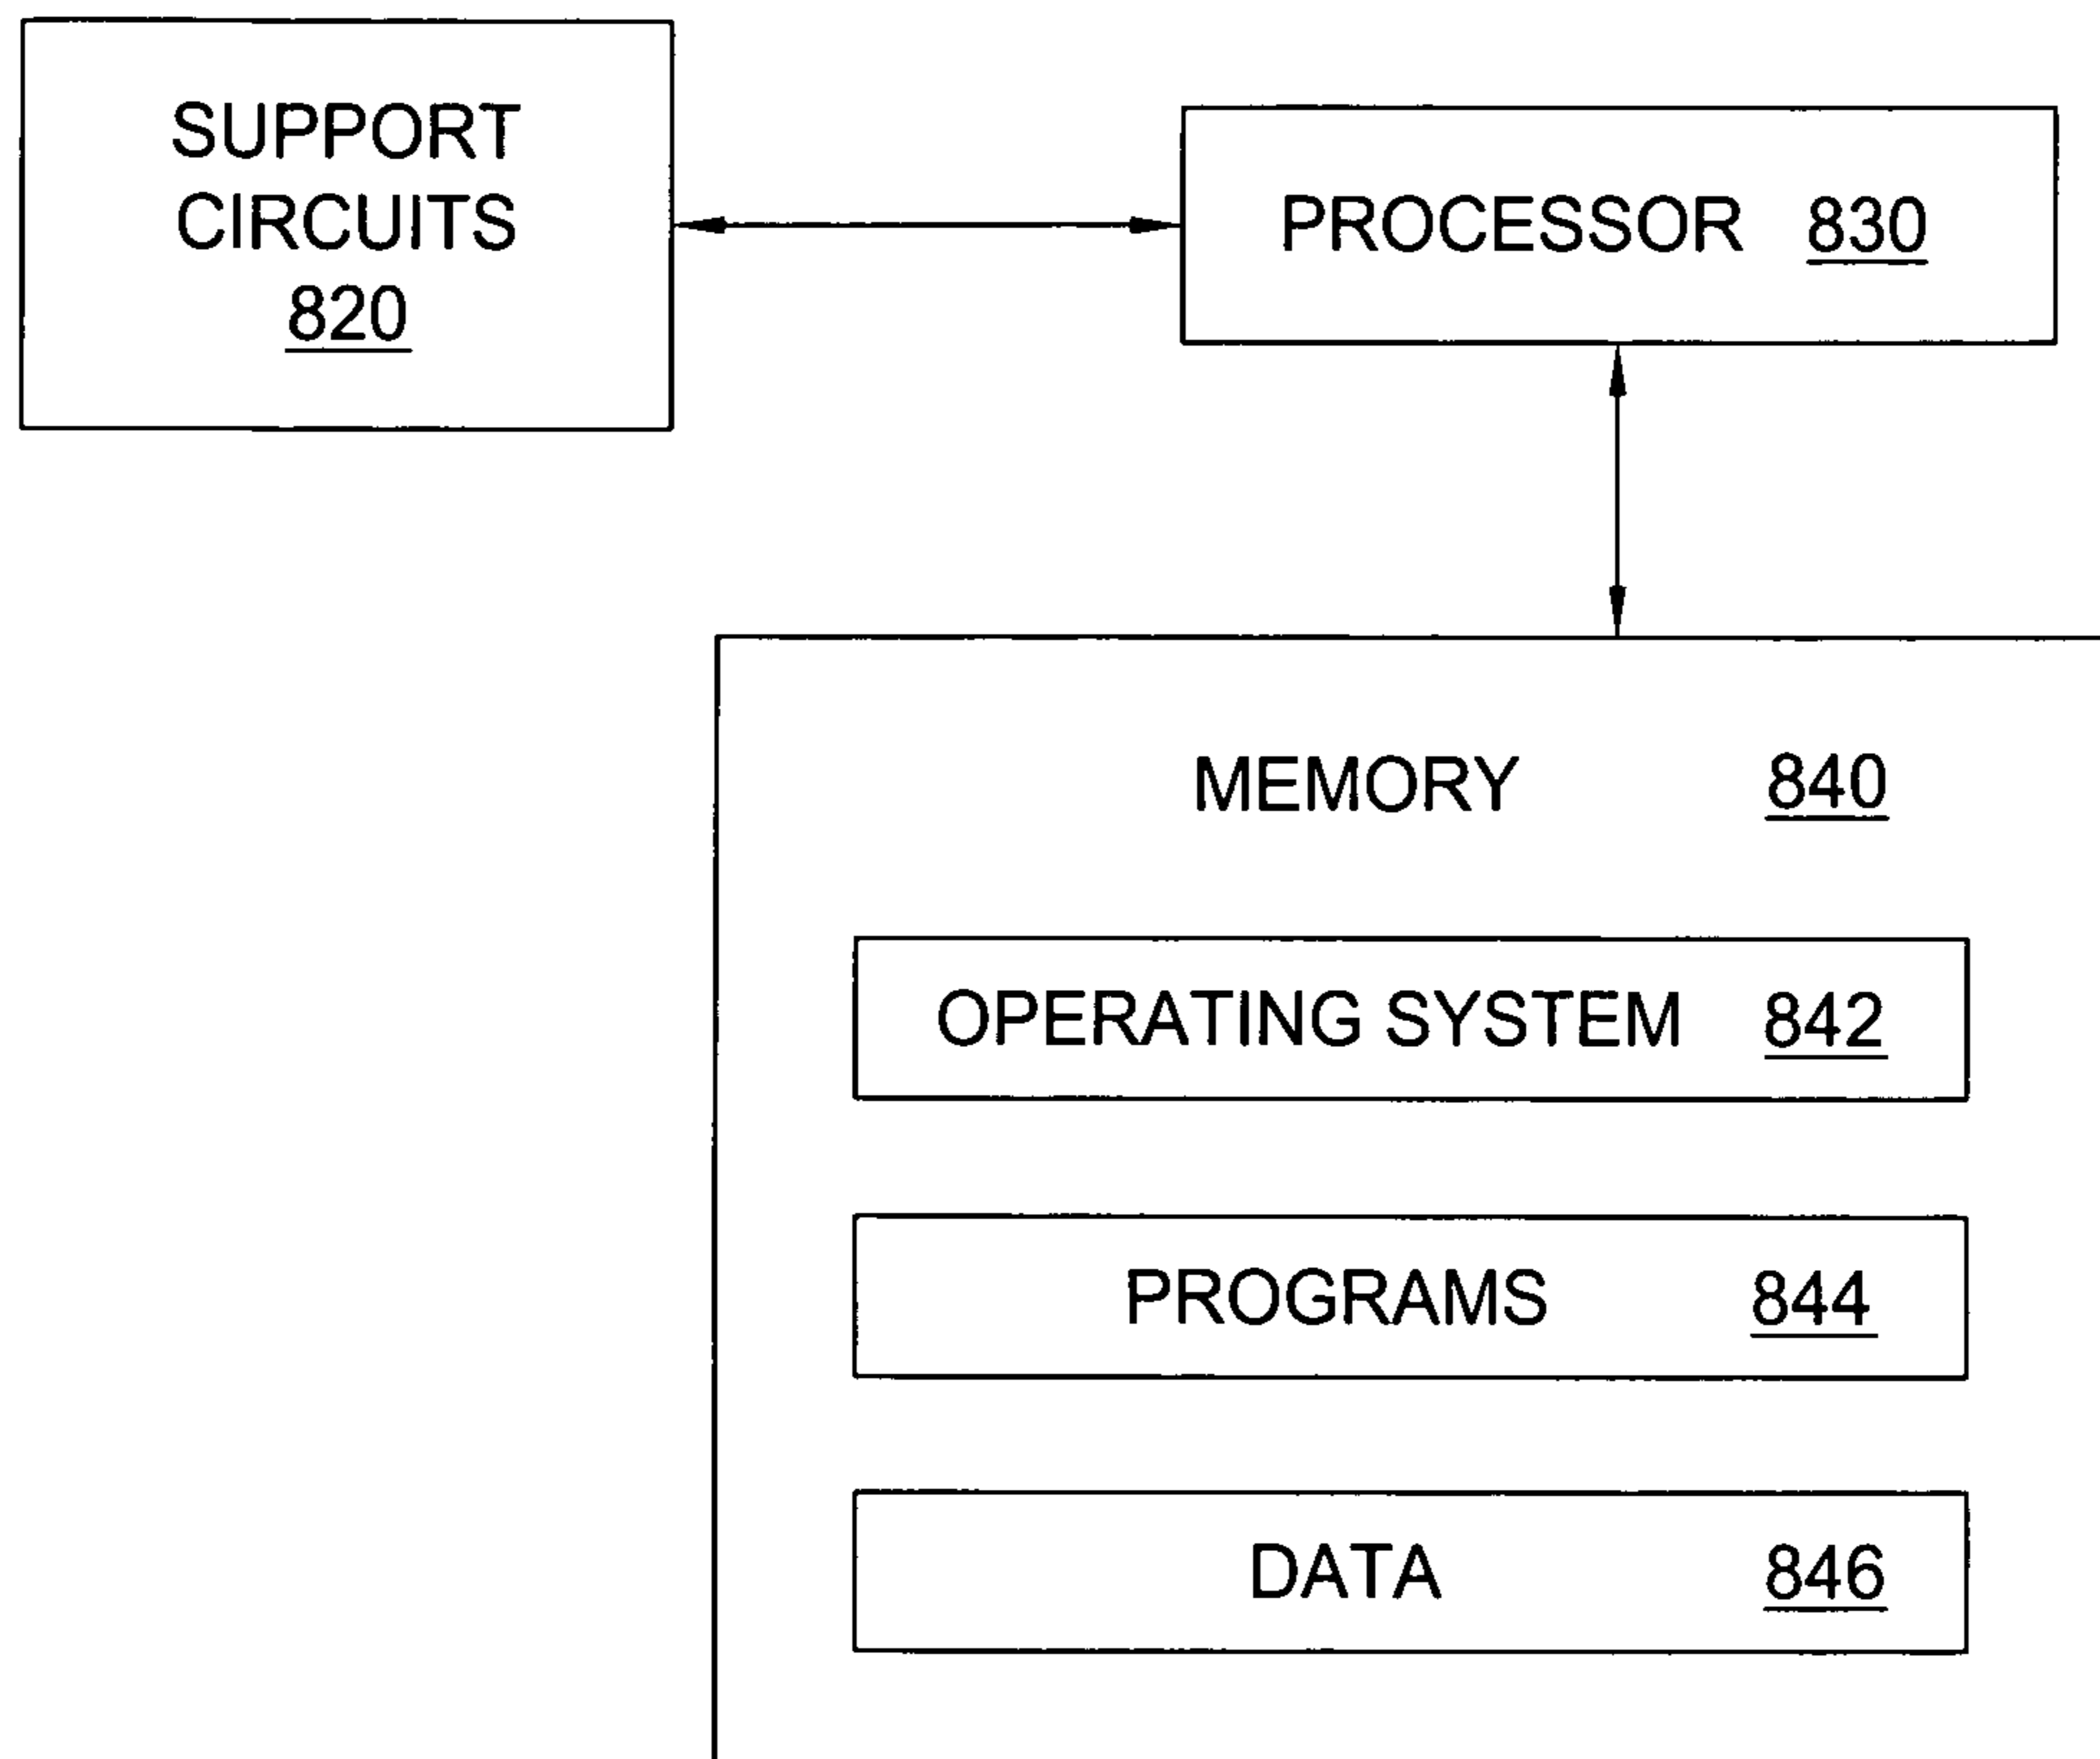 SUPPORT
CIRCUITS
820
PROCESSOR 830
MEMORY 840
OPERATING SYSTEM 842
PROGRAMS 844
DATA 846